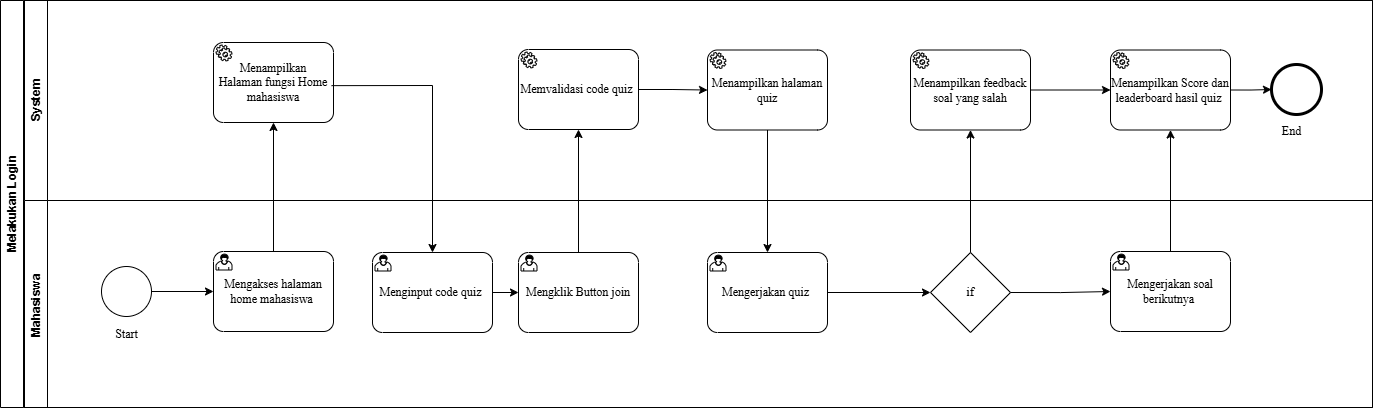 Melakukan Login
System
Menampilkan
Halaman fungsi Home
mahasiswa
Memvalidasi code quiz
Menampilkan halaman
quiz
Menampilkan feedback
soal yang salah
Menampilkan Score dan
leaderboard hasil quiz
End
Mahasiswa
Start
Mengakses halaman
home mahasiswa
Menginput code quiz
Mengklik Button join
Mengerjakan quiz
if
Mengerjakan soal
berikutnya